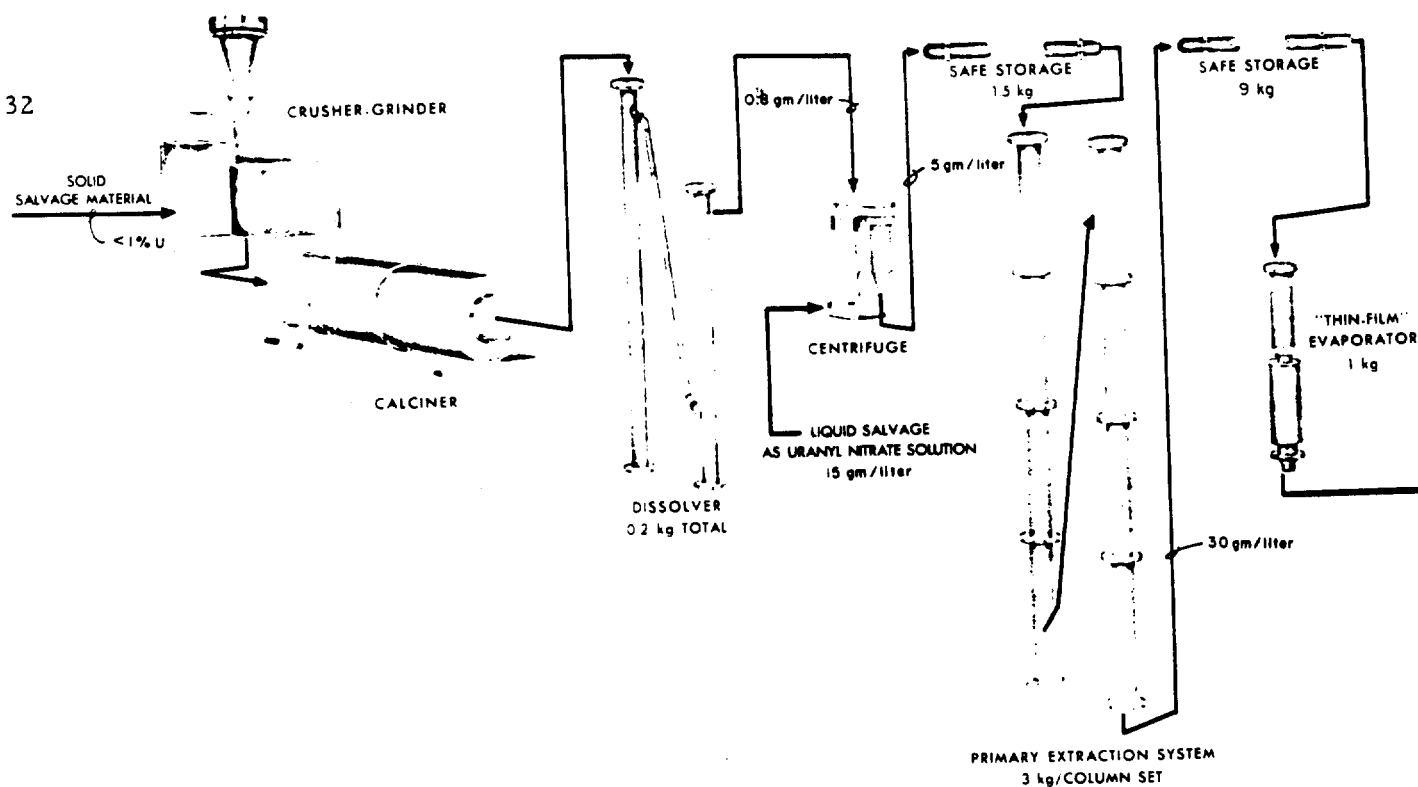 32
CRUSHER-GRINDER
SOLID
SALVAGE MATERIAL
<1% U
CALCINER
DISSOLVER
0.2 kg TOTAL
0.8 gm/liter
CENTRIFUGE
LIQUID SALVAGE
AS URANYL NITRATE SOLUTION
15 gm/liter
5 gm/liter
SAFE STORAGE
1.5 kg
PRIMARY EXTRACTION SYSTEM
3 kg/COLUMN SET
30 gm/liter
SAFE STORAGE
9 kg
"THIN-FILM"
EVAPORATOR
1 kg